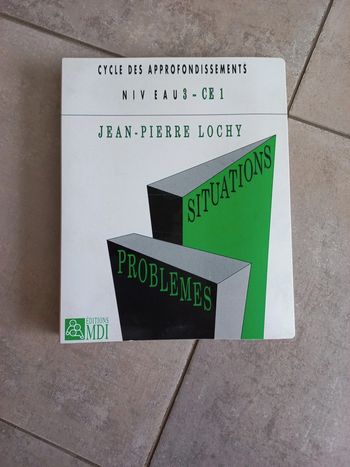 CYCLE DES APPROFONDISSEMENTS
NIVEAU 3 - CE 1
JEAN-PIERRE LOCHY
SITUATIONS
PROBLEMES
EDITIONS
MDI